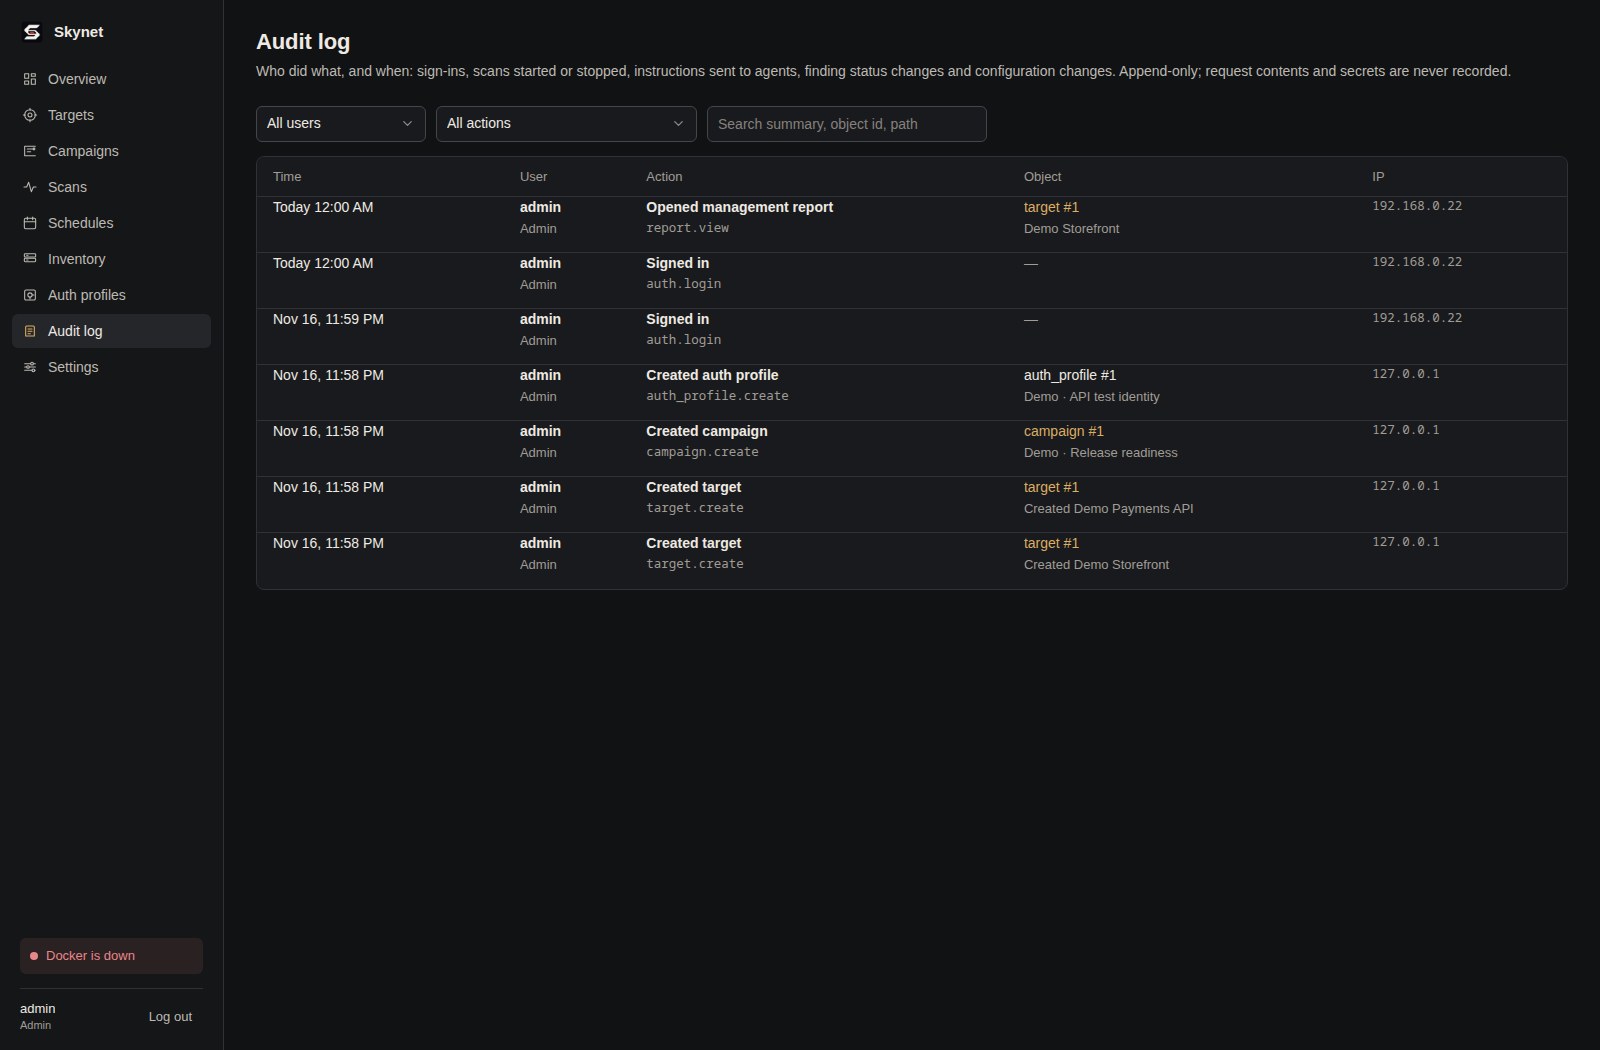 Skynet
Overview
Targets
Campaigns
Scans
Schedules
Inventory
Auth profiles
Audit log
Settings
Docker is down
admin
Admin
Log out
Audit log
Who did what, and when: sign-ins, scans started or stopped, instructions sent to agents, finding status changes and configuration changes. Append-only; request contents and secrets are never recorded.
All users
All actions
Search summary, object id, path
Time User Action Object IP
Today 12:00 AM admin Opened management report target #1 192.168.0.22
Admin report.view Demo Storefront
Today 12:00 AM admin Signed in — 192.168.0.22
Admin auth.login
Nov 16, 11:59 PM admin Signed in — 192.168.0.22
Admin auth.login
Nov 16, 11:58 PM admin Created auth profile auth_profile #1 127.0.0.1
Admin auth_profile.create Demo · API test identity
Nov 16, 11:58 PM admin Created campaign campaign #1 127.0.0.1
Admin campaign.create Demo · Release readiness
Nov 16, 11:58 PM admin Created target target #1 127.0.0.1
Admin target.create Created Demo Payments API
Nov 16, 11:58 PM admin Created target target #1 127.0.0.1
Admin target.create Created Demo Storefront